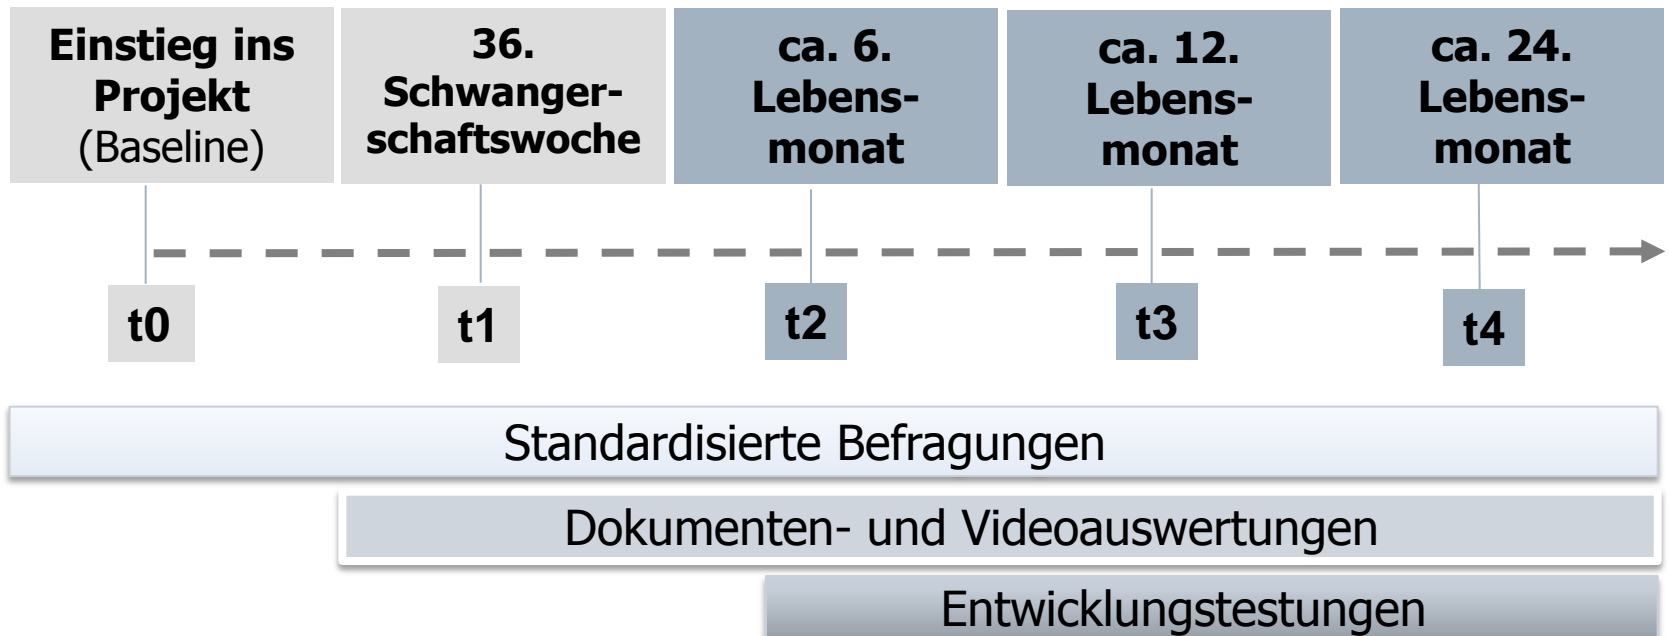 Einstieg ins
Projekt
(Baseline)
36.
Schwanger-
schaftswoche
ca. 6.
Lebens-
monat
ca. 12.
Lebens-
monat
ca. 24.
Lebens-
monat
t0
t1
t2
t3
t4
Standardisierte Befragungen
Dokumenten- und Videoauswertungen
Entwicklungstestungen